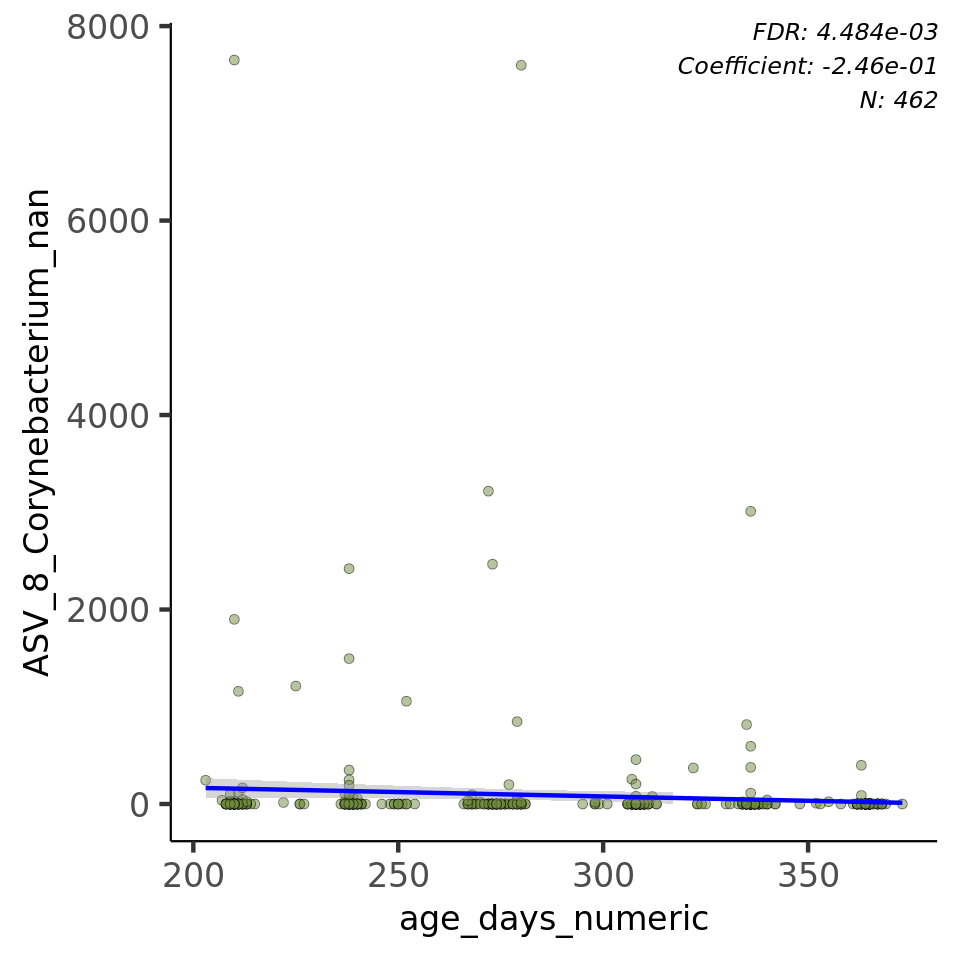 FDR: 4.484e-03
Coefficient: -2.46e-01
N: 462
ASV_8_Corynebacterium_nan
8000
6000
4000
2000
0
200 250 300 350
age_days_numeric